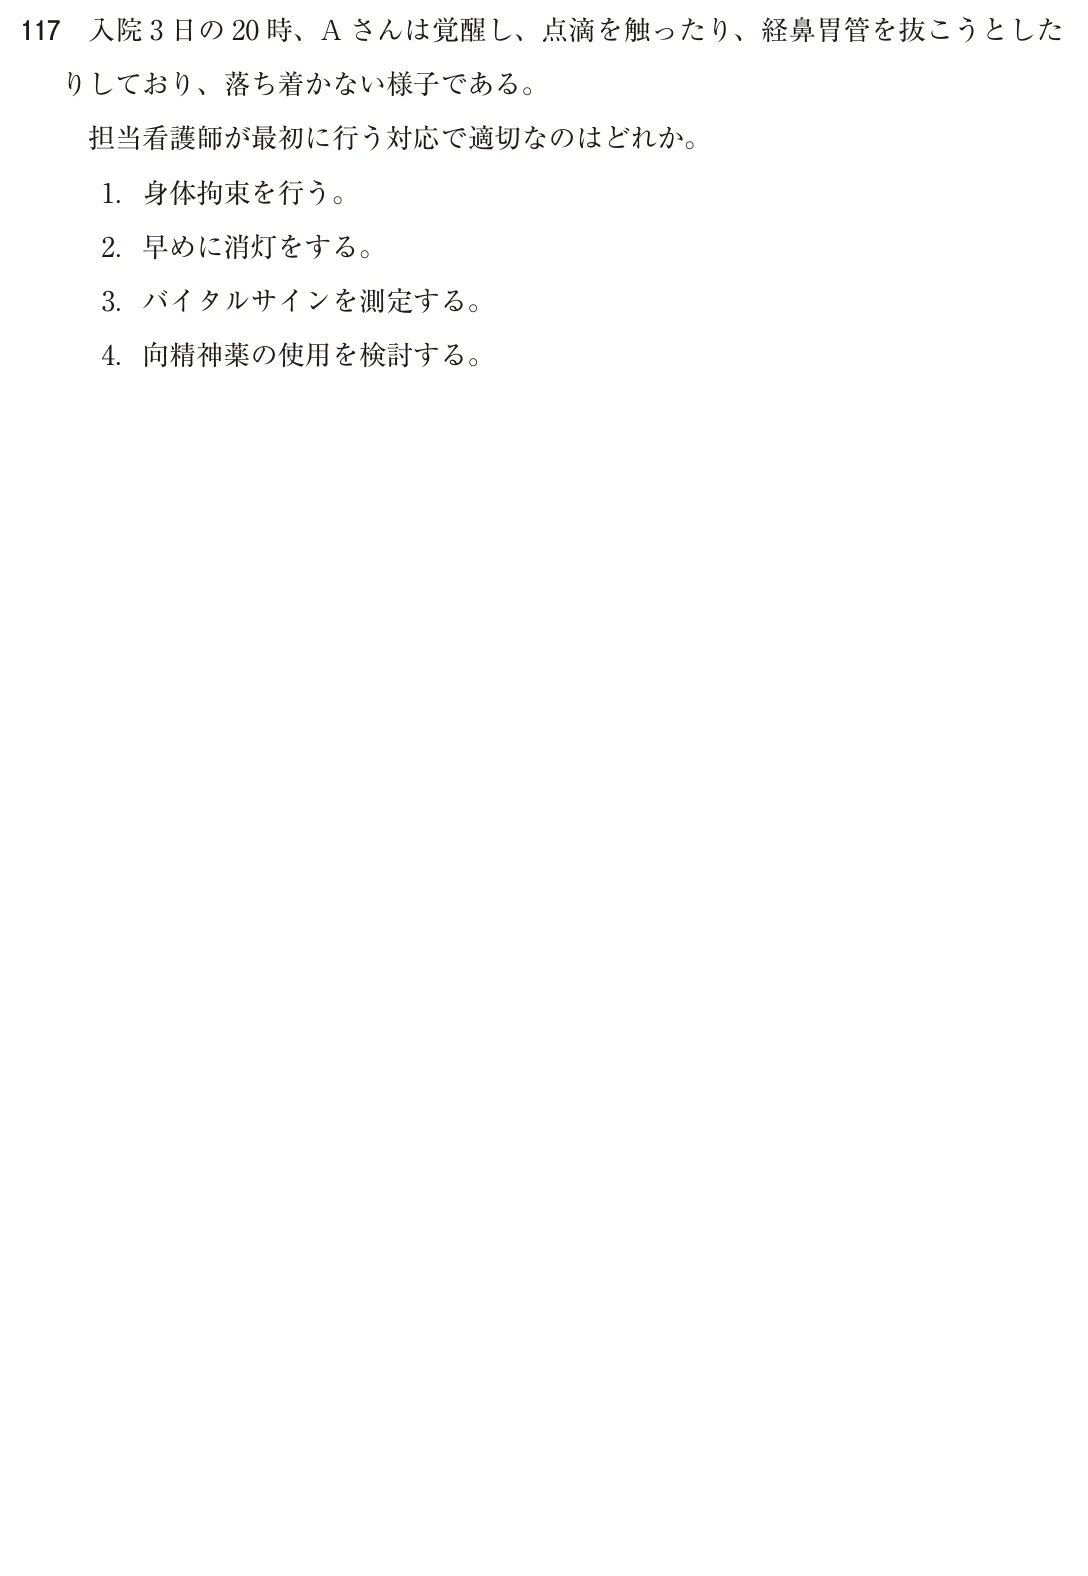 117 入院3日の20時、Aさんは覚醒し、点滴を触ったり、経鼻胃管を抜こうとした
りしており、落ち着かない様子である。
担当看護師が最初に行う対応で適切なのはどれか。
1. 身体拘束を行う。
2. 早めに消灯をする。
3. バイタルサインを測定する。
4. 向精神薬の使用を検討する。